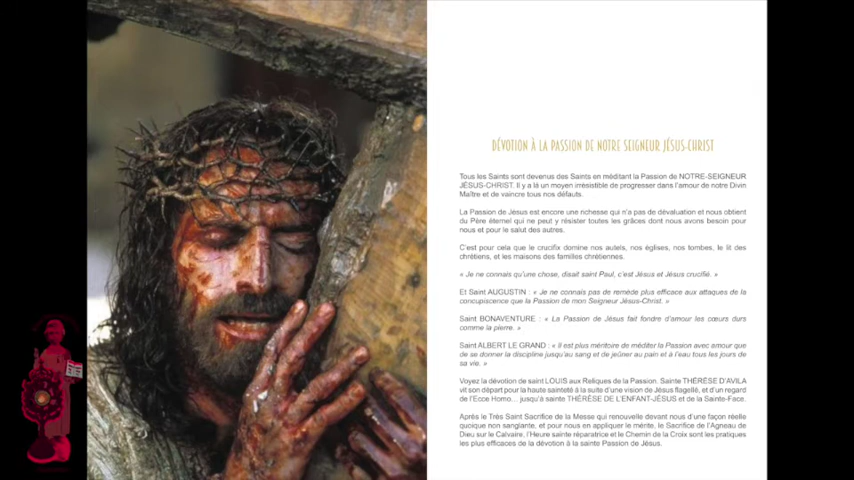 DÉVOTION À LA PASSION DE NOTRE SEIGNEUR JÉSUS-CHRIST
Tous les Saints sont devenus des Saints en méditant la Passion de NOTRE-SEIGNEUR
JÉSUS-CHRIST. Il y a là un moyen irrésistible de progresser dans l'amour de notre Divin
Maître et de vaincre tous nos défauts.
La Passion de Jésus est encore une richesse qui n'a pas de dévaluation et nous obtient
du Père éternel qui ne peut y résister toutes les grâces dont nous avons besoin pour
nous et pour le salut des autres.
C'est pour cela que le crucifix domine nos autels, nos églises, nos tombes, le lit des
chrétiens, et les maisons des familles chrétiennes.
« Je ne connais qu'une chose, disait saint Paul, c'est Jésus et Jésus crucifié. »
Et Saint AUGUSTIN : « Je ne connais pas de remède plus efficace aux attaques de la
concupiscence que la Passion de mon Seigneur Jésus-Christ. »
Saint BONAVENTURE : « La Passion de Jésus fait fondre d'amour les cœurs durs
comme la pierre. »
Saint ALBERT LE GRAND : « Il est plus méritoire de méditer la Passion avec amour que
de se donner la discipline jusqu'au sang et de jeûner au pain et à l'eau tous les jours de
sa vie. »
Voyez la dévotion de saint LOUIS aux Reliques de la Passion. Sainte THÉRÈSE D'AVILA
vit son départ pour la haute sainteté à la suite d'une vision de Jésus flagellé, et d'un regard
de l'Ecce Homo... jusqu'à sainte THÉRÈSE DE L'ENFANT-JÉSUS et de la Sainte-Face.
Après le Très Saint Sacrifice de la Messe qui renouvelle devant nous d'une façon réelle
quoique non sanglante, et pour nous en appliquer le mérite, le Sacrifice de l'Agneau de
Dieu sur le Calvaire, l'Heure sainte réparatrice et le Chemin de la Croix sont les pratiques
les plus efficaces de la dévotion à la sainte Passion de Jésus.